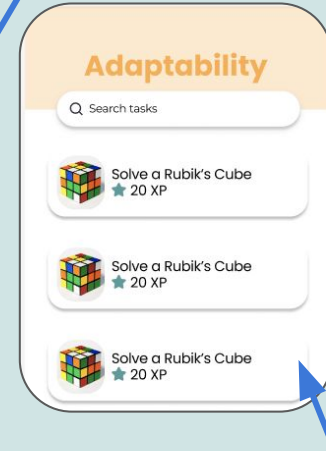 Adaptability
Search tasks
Solve a Rubik's Cube
20 XP
Solve a Rubik's Cube
20 XP
Solve a Rubik's Cube
20 XP